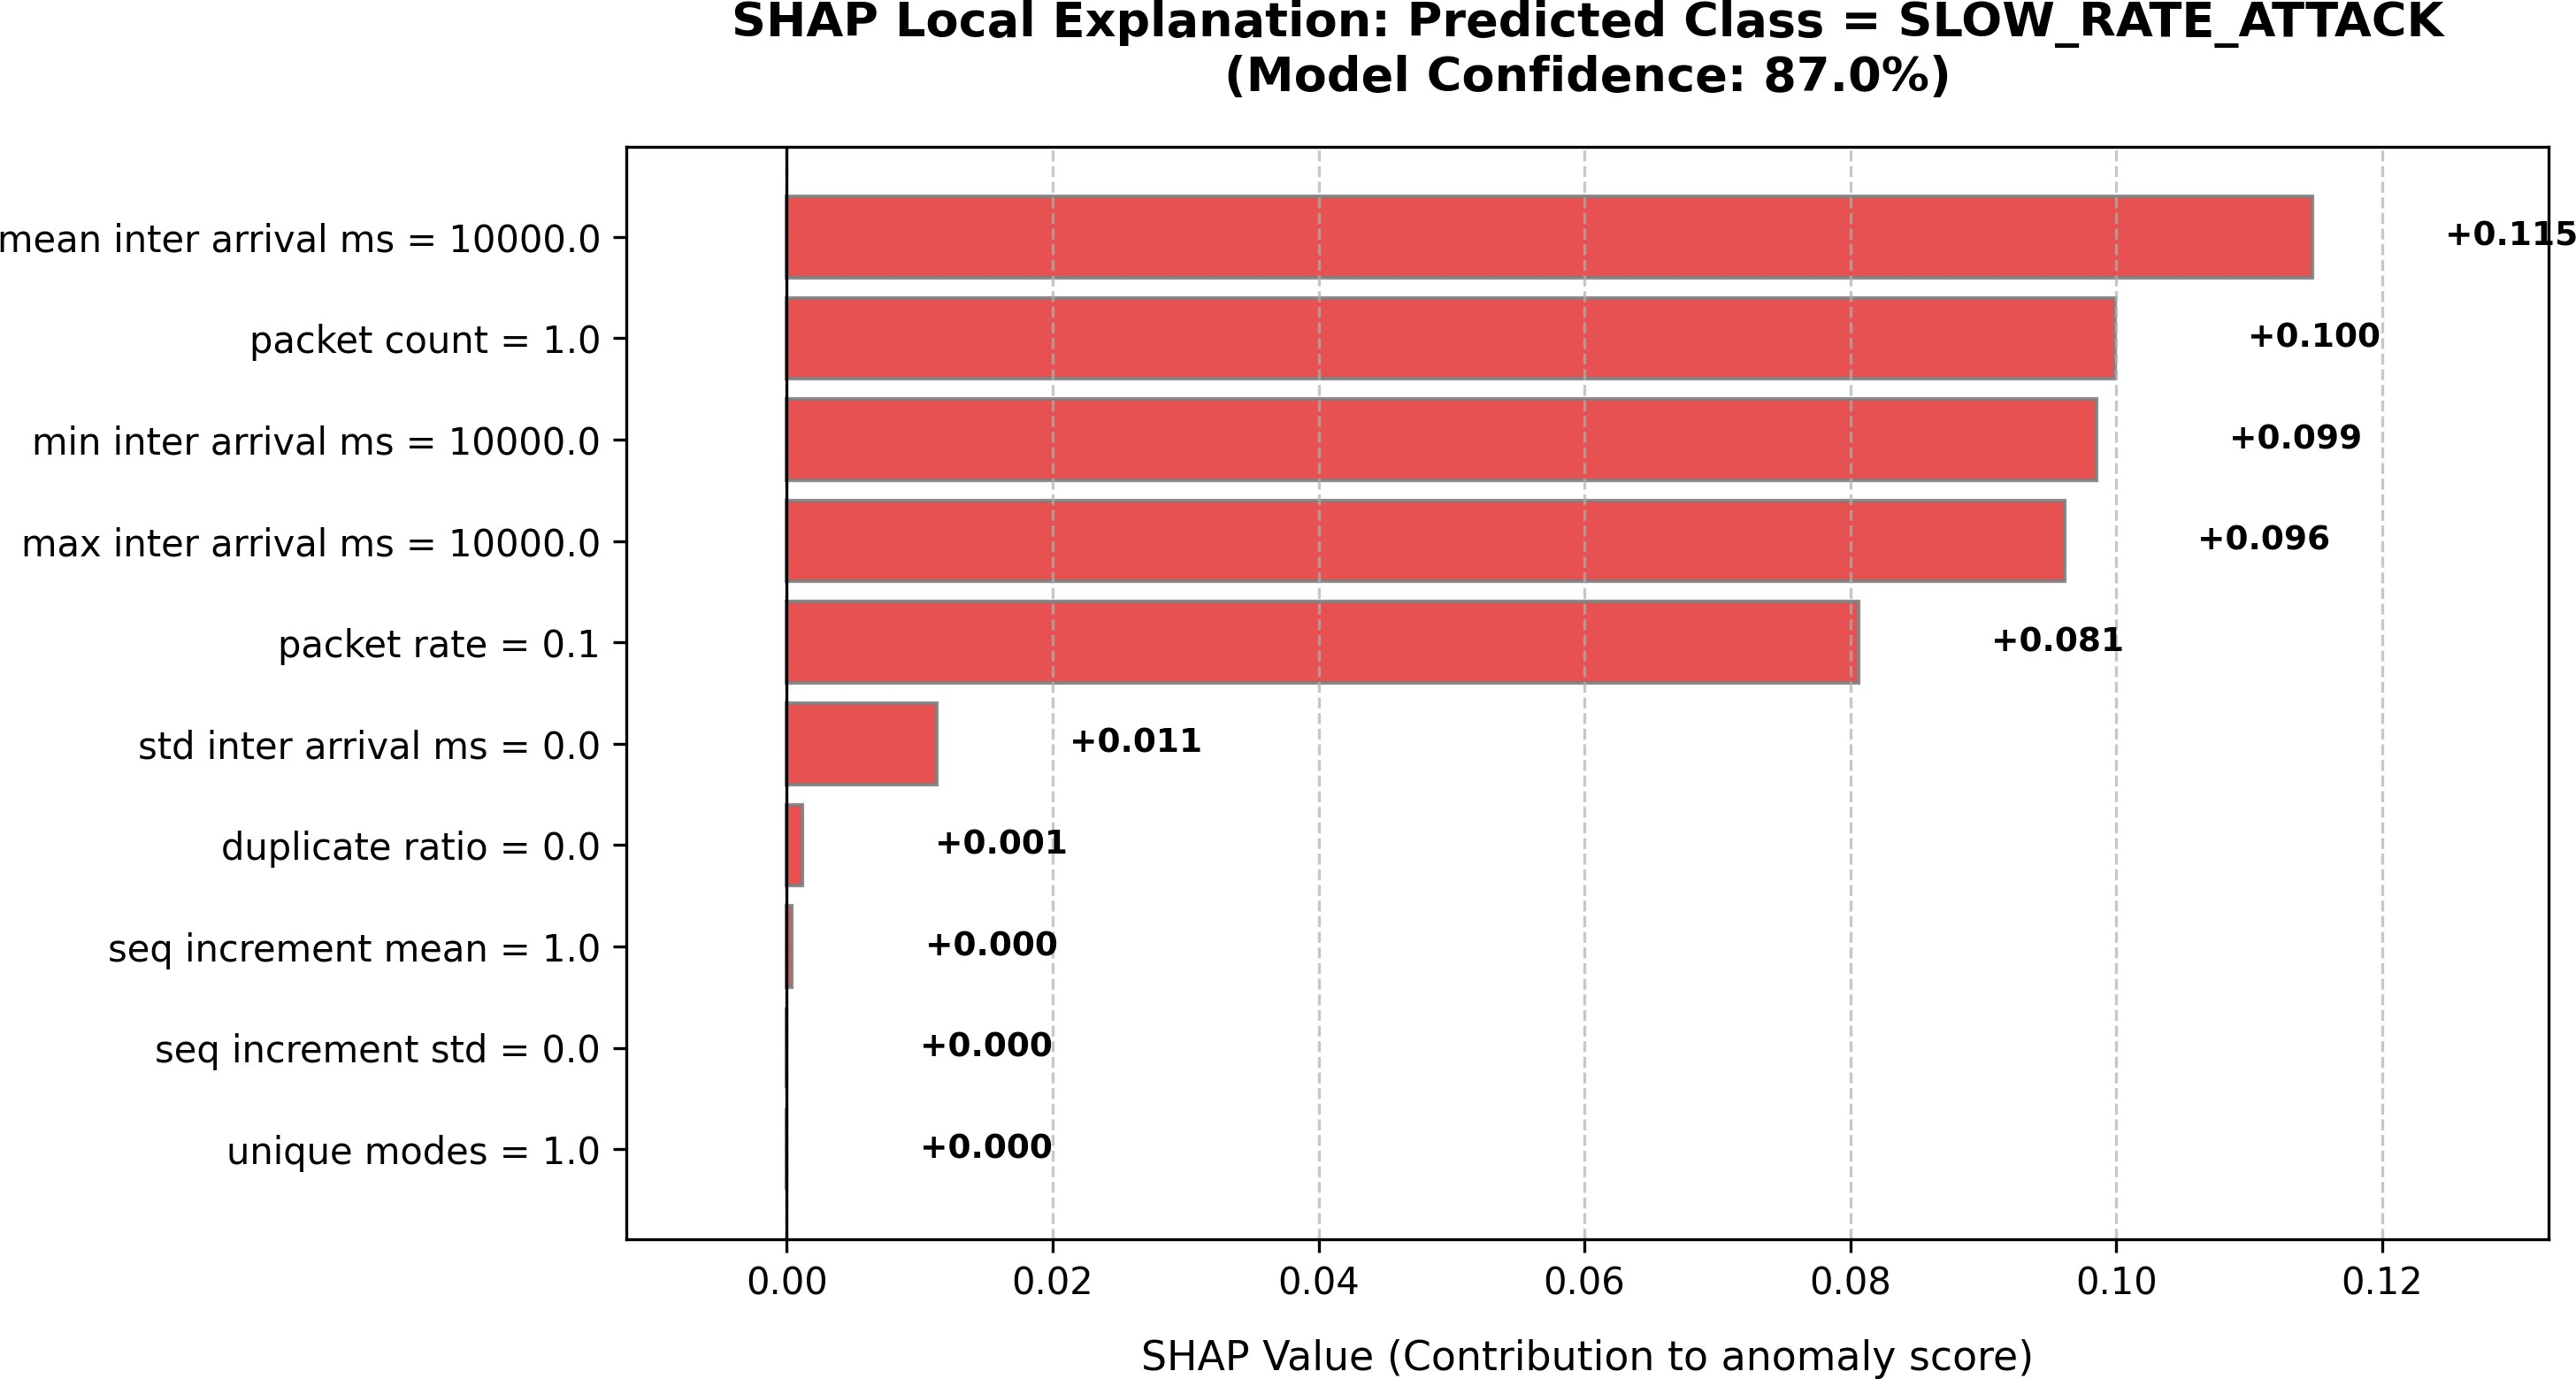 SHAP Local Explanation: Predicted Class = SLOW_RATE_ATTACK
(Model Confidence: 87.0%)
mean inter arrival ms = 10000.0
+0.115
packet count = 1.0
+0.100
min inter arrival ms = 10000.0
+0.099
max inter arrival ms = 10000.0
+0.096
packet rate = 0.1
+0.081
std inter arrival ms = 0.0
+0.011
duplicate ratio = 0.0
+0.001
seq increment mean = 1.0
+0.000
seq increment std = 0.0
+0.000
unique modes = 1.0
+0.000
0.00 0.02 0.04 0.06 0.08 0.10 0.12
SHAP Value (Contribution to anomaly score)